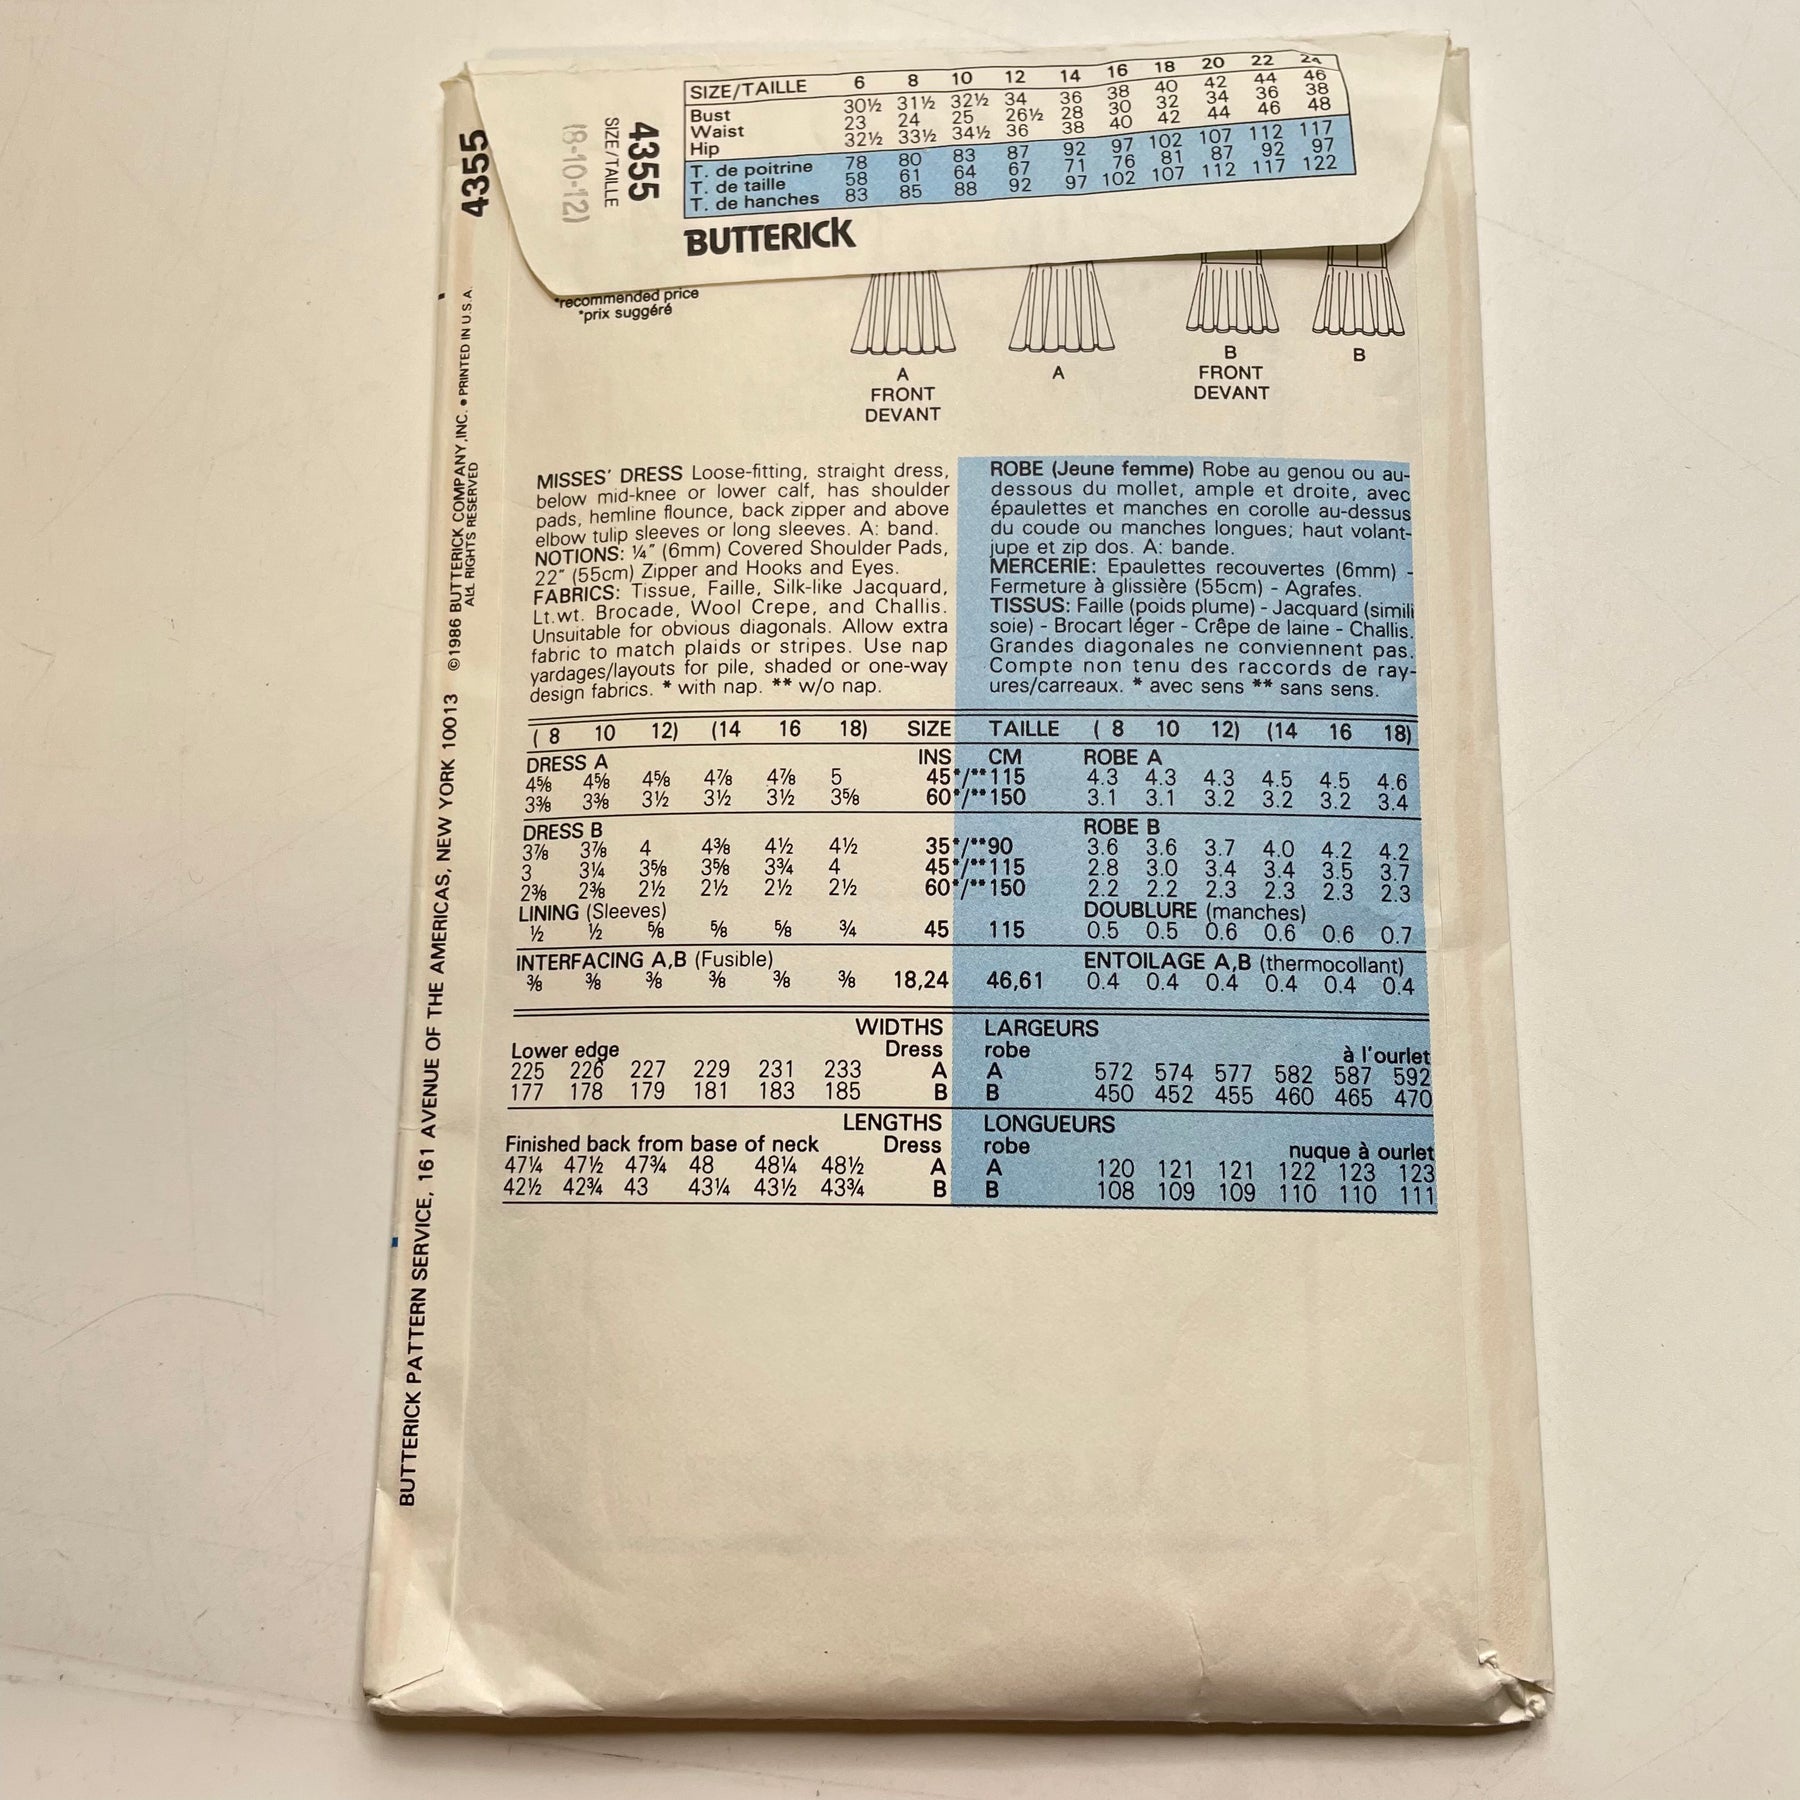 SIZE/TAILLE 6 8 10 12 14 16 18 20 22 24
Bust 30½ 31½ 32½ 34 36 38 40 42 44 46
Waist 23 24 25 26½ 28 30 32 34 36 38
Hip 32½ 33½ 34½ 36 38 40 42 44 46 48
T. de poitrine 78 80 83 87 92 97 102 107 112 117
T. de taille 58 61 64 67 71 76 81 87 92 97
T. de hanches 83 85 88 92 97 102 107 112 117 122
BUTTERICK
4355
SIZE/TAILLE
(8-10-12)
4355
*recommended price
*prix suggéré
A
FRONT
DEVANT
A
B
FRONT
DEVANT
B
MISSES' DRESS Loose-fitting, straight dress,
below mid-knee or lower calf, has shoulder
pads, hemline flounce, back zipper and above
elbow tulip sleeves or long sleeves. A: band.
NOTIONS: ¼" (6mm) Covered Shoulder Pads,
22" (55cm) Zipper and Hooks and Eyes.
FABRICS: Tissue, Faille, Silk-like Jacquard,
Lt.wt. Brocade, Wool Crepe, and Challis.
Unsuitable for obvious diagonals. Allow extra
fabric to match plaids or stripes. Use nap
yardages/layouts for pile, shaded or one-way
design fabrics. * with nap. ** w/o nap.
ROBE (Jeune femme) Robe au genou ou au-
dessous du mollet, ample et droite, avec
épaulettes et manches en corolle au-dessus
du coude ou manches longues; haut volant-
jupe et zip dos. A: bande.
MERCERIE: Epaulettes recouvertes (6mm) -
Fermeture à glissière (55cm) - Agrafes.
TISSUS: Faille (poids plume) - Jacquard (simili
soie) - Brocart léger - Crêpe de laine - Challis.
Grandes diagonales ne conviennent pas.
Compte non tenu des raccords de ray-
ures/carreaux. * avec sens ** sans sens.
( 8 10 12) (14 16 18) SIZE TAILLE ( 8 10 12) (14 16 18)
DRESS A INS CM ROBE A
4⅝ 4⅝ 4⅝ 4⅞ 4⅞ 5 45*/**115 4.3 4.3 4.3 4.5 4.5 4.6
3⅜ 3⅜ 3½ 3½ 3½ 3⅝ 60*/**150 3.1 3.1 3.2 3.2 3.2 3.4
DRESS B ROBE B
3⅞ 3⅞ 4 4⅜ 4½ 4½ 35*/**90 3.6 3.6 3.7 4.0 4.2 4.2
3 3¼ 3⅝ 3⅝ 3¾ 4 45*/**115 2.8 3.0 3.4 3.4 3.5 3.7
2⅜ 2⅜ 2½ 2½ 2½ 2½ 60*/**150 2.2 2.2 2.3 2.3 2.3 2.3
LINING (Sleeves) DOUBLURE (manches)
½ ½ ⅝ ⅝ ⅝ ¾ 45 115 0.5 0.5 0.6 0.6 0.6 0.7
INTERFACING A,B (Fusible) ENTOILAGE A,B (thermocollant)
⅜ ⅜ ⅜ ⅜ ⅜ ⅜ 18,24 46,61 0.4 0.4 0.4 0.4 0.4 0.4
WIDTHS LARGEURS
Lower edge Dress robe à l'ourlet
225 226 227 229 231 233 A A 572 574 577 582 587 592
177 178 179 181 183 185 B B 450 452 455 460 465 470
LENGTHS LONGUEURS
Finished back from base of neck Dress robe nuque à ourlet
47¼ 47½ 47¾ 48 48¼ 48½ A A 120 121 121 122 123 123
42½ 42¾ 43 43¼ 43½ 43¾ B B 108 109 109 110 110 111
BUTTERICK PATTERN SERVICE, 161 AVENUE OF THE AMERICAS, NEW YORK 10013 ©1986 BUTTERICK COMPANY, INC. • PRINTED IN U.S.A.
ALL RIGHTS RESERVED